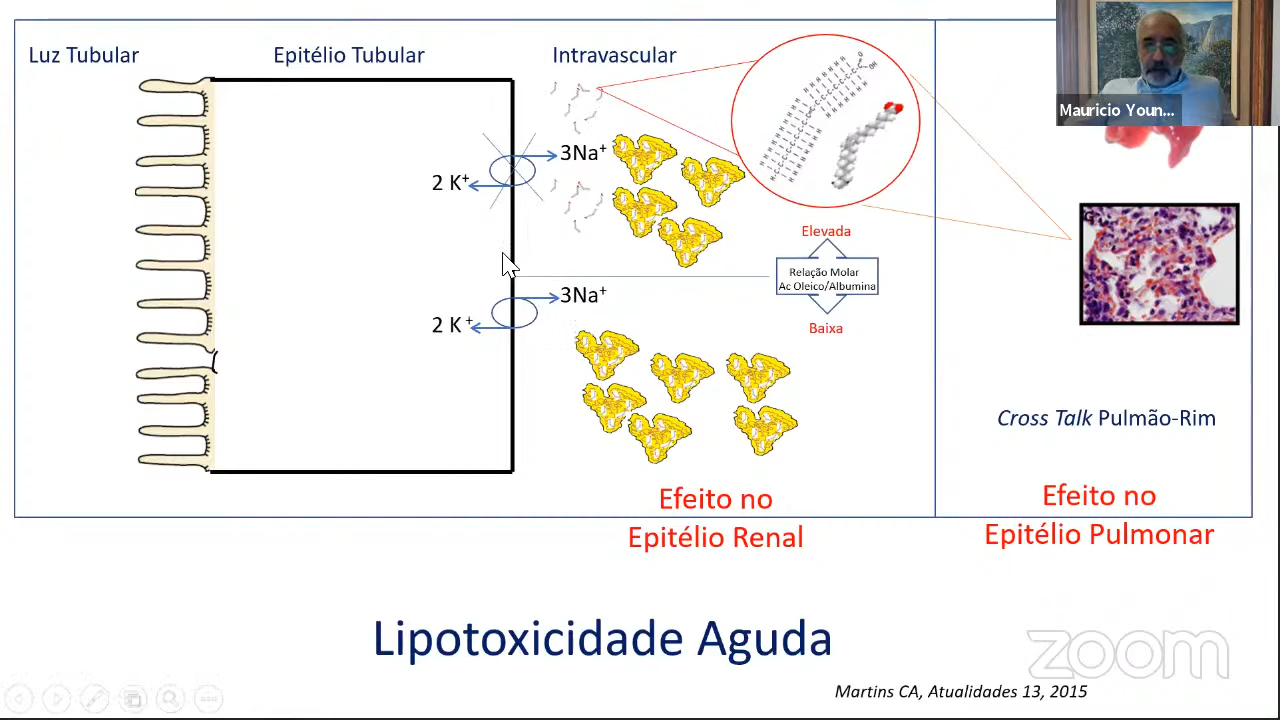 Luz Tubular
Epitélio Tubular
Intravascular
Mauricio Youn...
3Na+
2 K+
Elevada
Relação Molar
Ac Oleico/Albumina
Baixa
3Na+
2 K +
Cross Talk Pulmão-Rim
Efeito no
Epitélio Renal
Efeito no
Epitélio Pulmonar
Lipotoxicidade Aguda
zoom
Martins CA, Atualidades 13, 2015